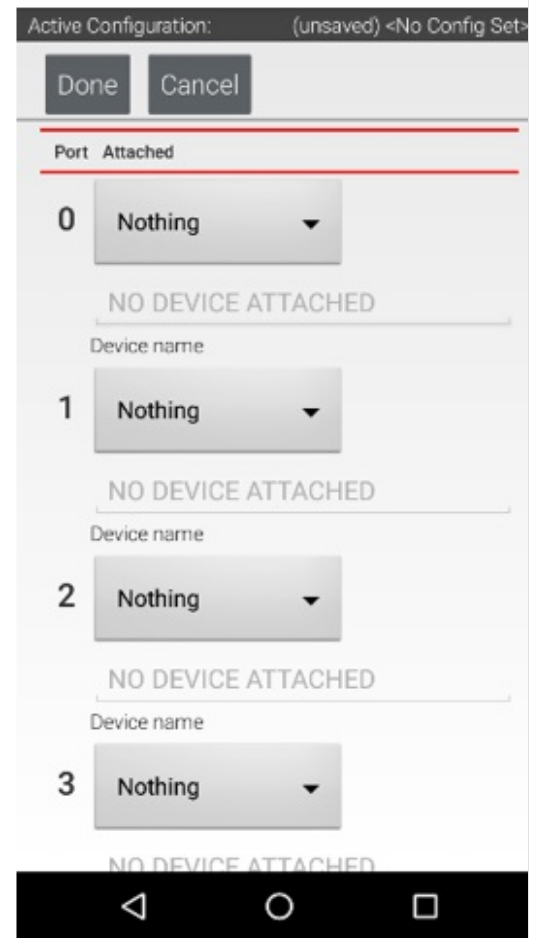 Active Configuration: (unsaved) <No Config Set>
Done Cancel
Port Attached
0 Nothing
NO DEVICE ATTACHED
Device name
1 Nothing
NO DEVICE ATTACHED
Device name
2 Nothing
NO DEVICE ATTACHED
Device name
3 Nothing
NO DEVICE ATTACHED